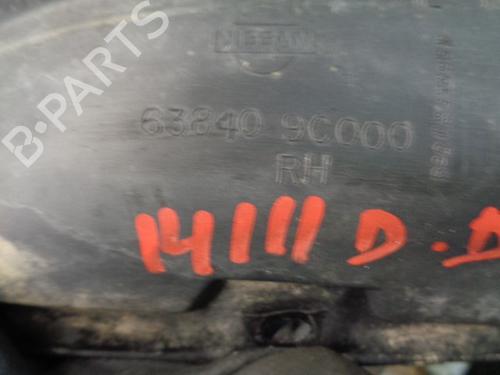 B-Parts
NISSAN
63840 9C000
RH
14111 D.D